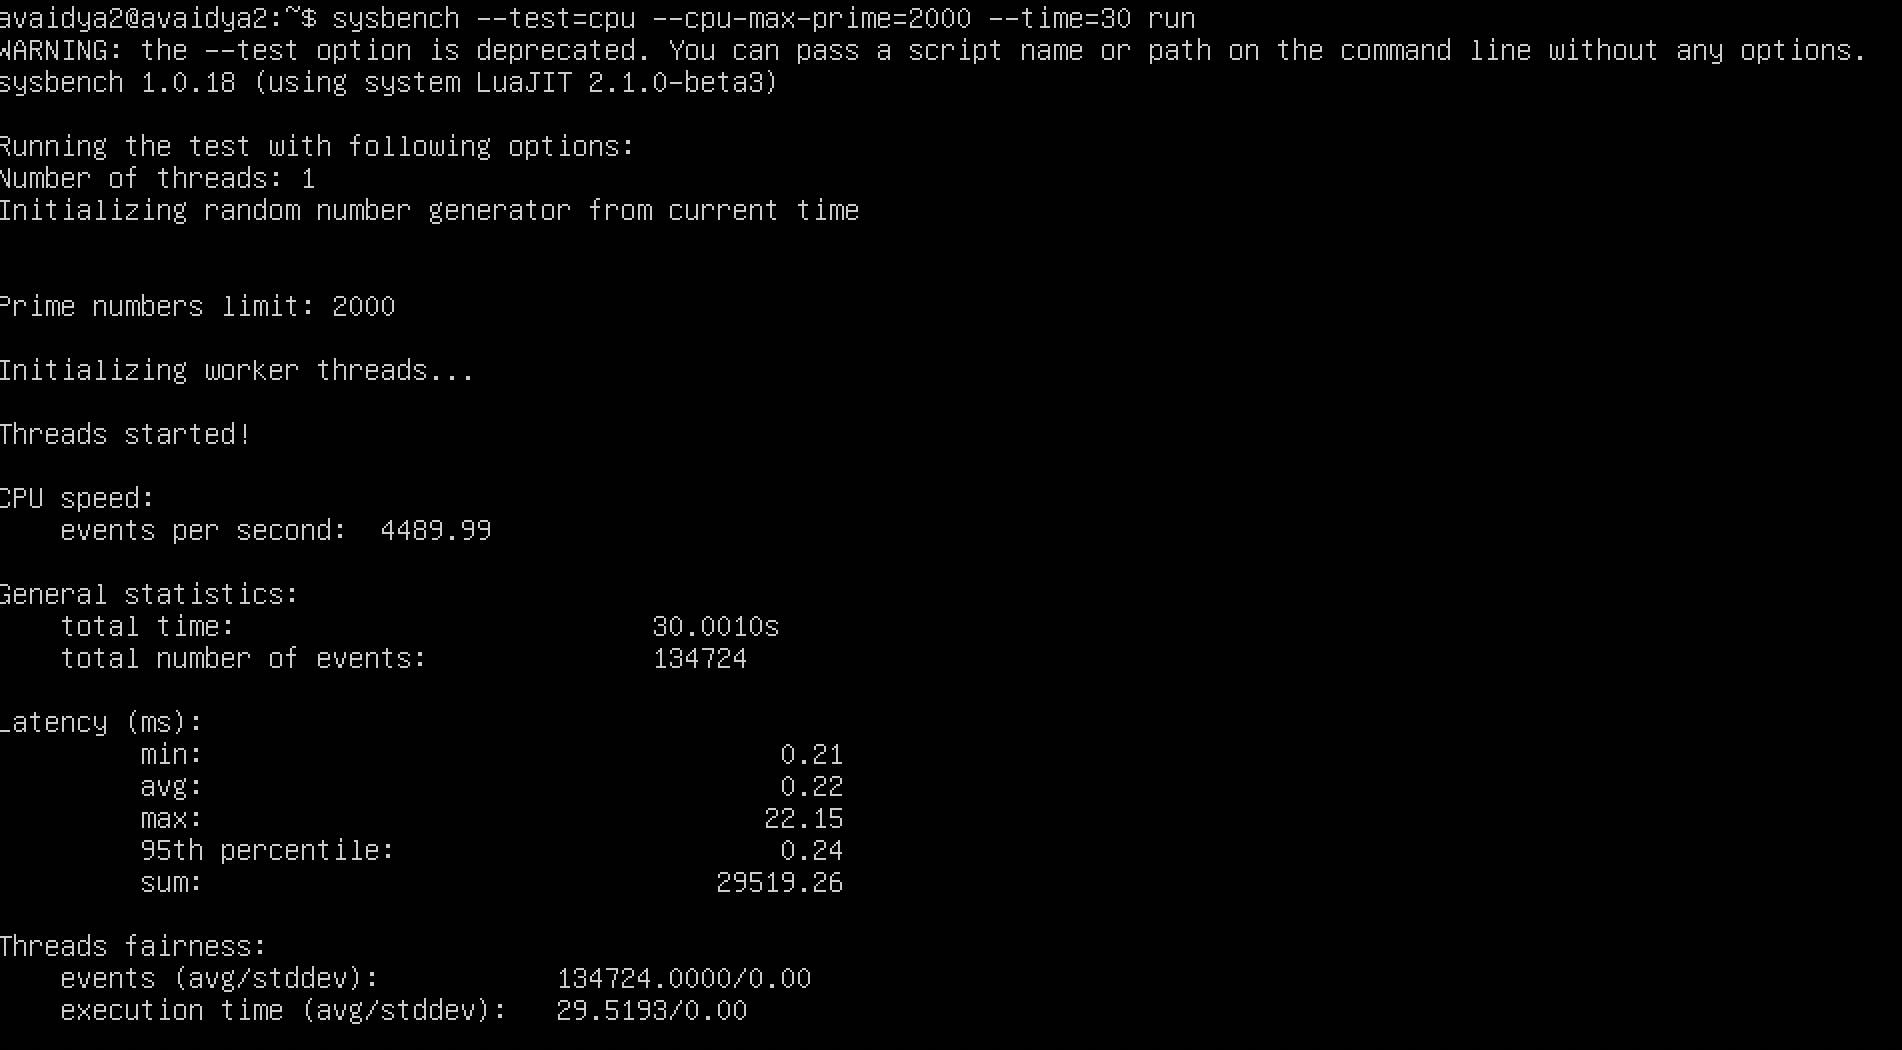 avaidya2@avaidya2:~$ sysbench --test=cpu --cpu-max-prime=2000 --time=30 run
WARNING: the --test option is deprecated. You can pass a script name or path on the command line without any options.
sysbench 1.0.18 (using system LuaJIT 2.1.0-beta3)
Running the test with following options:
Number of threads: 1
Initializing random number generator from current time
Prime numbers limit: 2000
Initializing worker threads...
Threads started!
CPU speed:
events per second: 4489.99
General statistics:
total time: 30.0010s
total number of events: 134724
Latency (ms):
min: 0.21
avg: 0.22
max: 22.15
95th percentile: 0.24
sum: 29519.26
Threads fairness:
events (avg/stddev): 134724.0000/0.00
execution time (avg/stddev): 29.5193/0.00